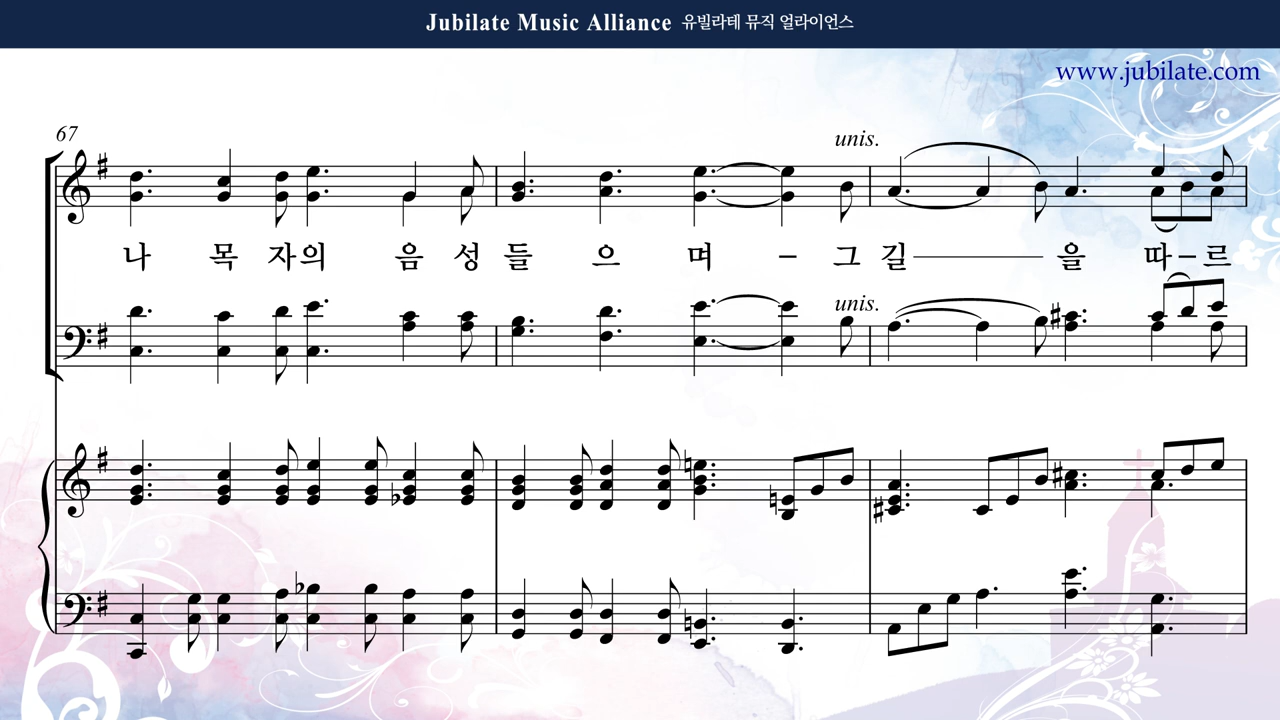 Jubilate Music Alliance 유빌라테 뮤직 얼라이언스
www.jubilate.com
67
unis.
나 목 자의 음 성 들 으 며 – 그 길 을 따–르
unis.